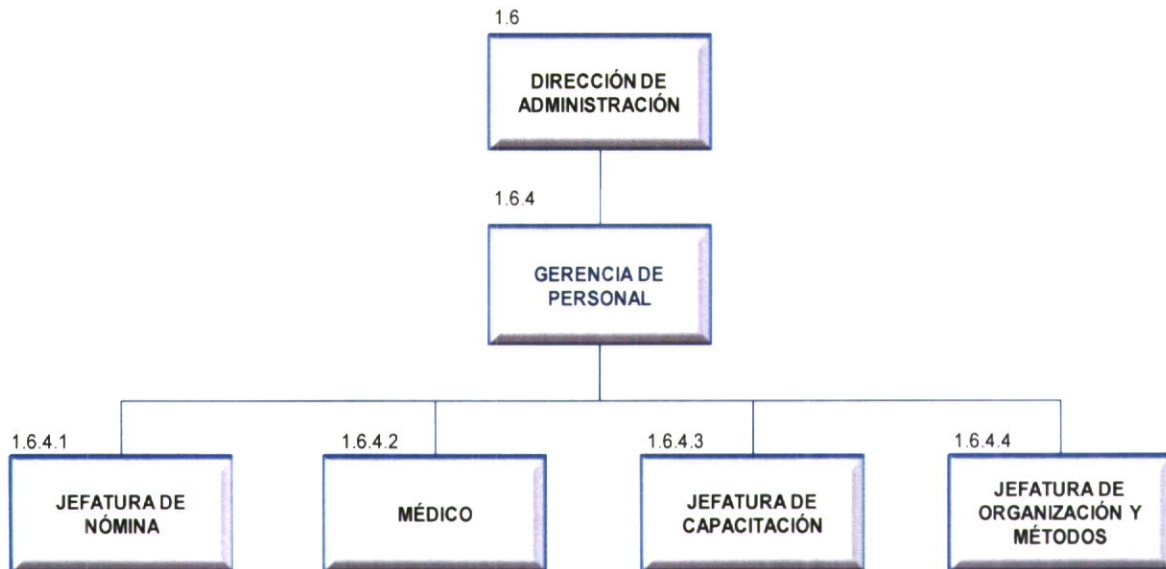 1.6
DIRECCIÓN DE
ADMINISTRACIÓN
1.6.4
GERENCIA DE
PERSONAL
1.6.4.1
JEFATURA DE
NÓMINA
1.6.4.2
MÉDICO
1.6.4.3
JEFATURA DE
CAPACITACIÓN
1.6.4.4
JEFATURA DE
ORGANIZACIÓN Y
MÉTODOS